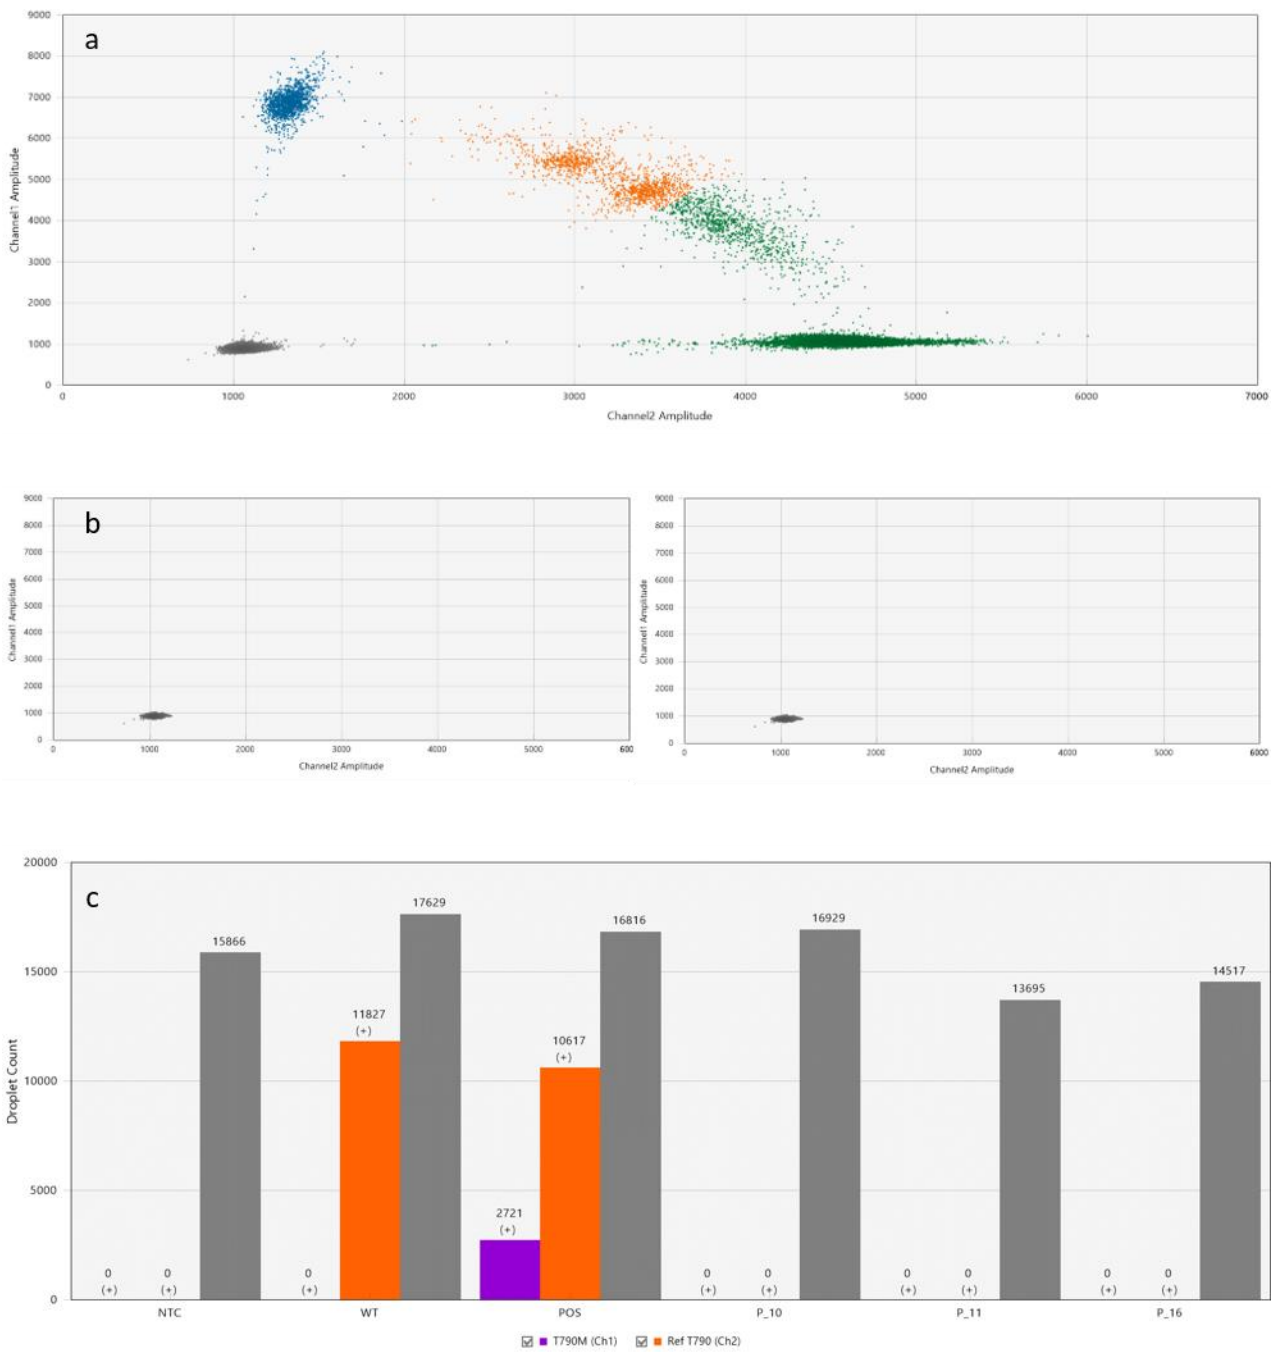 a
9000
8000
7000
6000
5000
4000
3000
2000
1000
0
Channel1 Amplitude
0 1000 2000 3000 4000 5000 6000 7000
Channel2 Amplitude
b
9000
8000
7000
6000
5000
4000
3000
2000
1000
0
Channel1 Amplitude
0 1000 2000 3000 4000 5000 600
Channel2 Amplitude
9000
8000
7000
6000
5000
4000
3000
2000
1000
0
Channel1 Amplitude
0 1000 2000 3000 4000 5000 6000
Channel2 Amplitude
c
20000
15000
10000
5000
0
Droplet Count
0 0 15866
(+) (+)
0 11827 17629
(+) (+)
2721 10617 16816
(+) (+)
0 0 16929
(+) (+)
0 0 13695
(+) (+)
0 0 14517
(+) (+)
NTC WT POS P_10 P_11 P_16
T790M (Ch1) Ref T790 (Ch2)